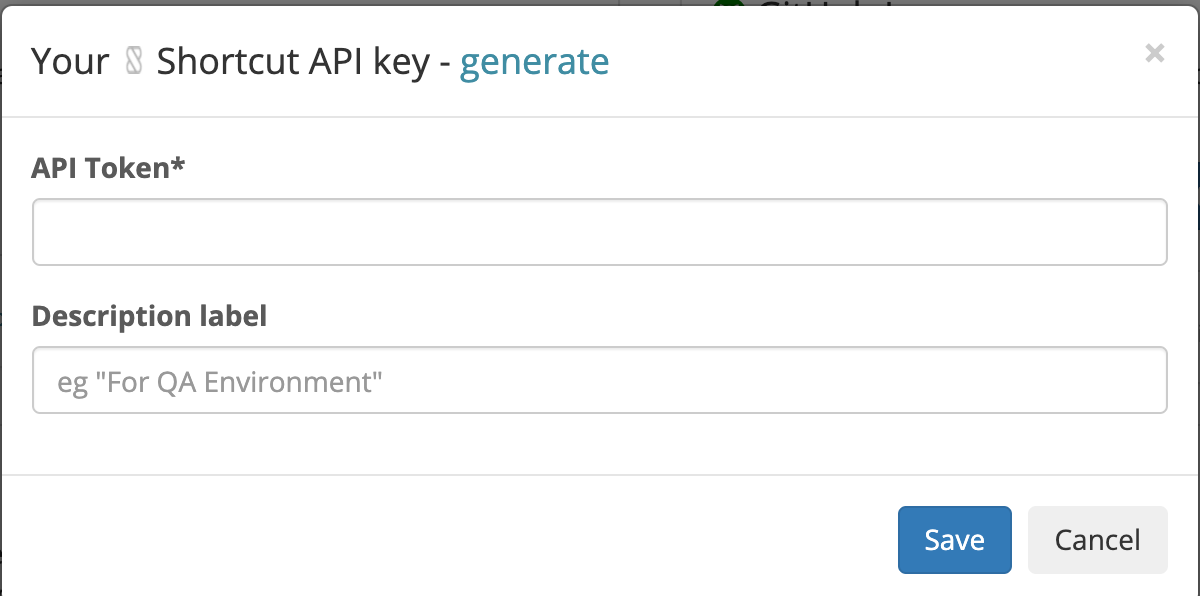 Your Shortcut API key - generate
×
API Token*
Description label
eg "For QA Environment"
Save
Cancel